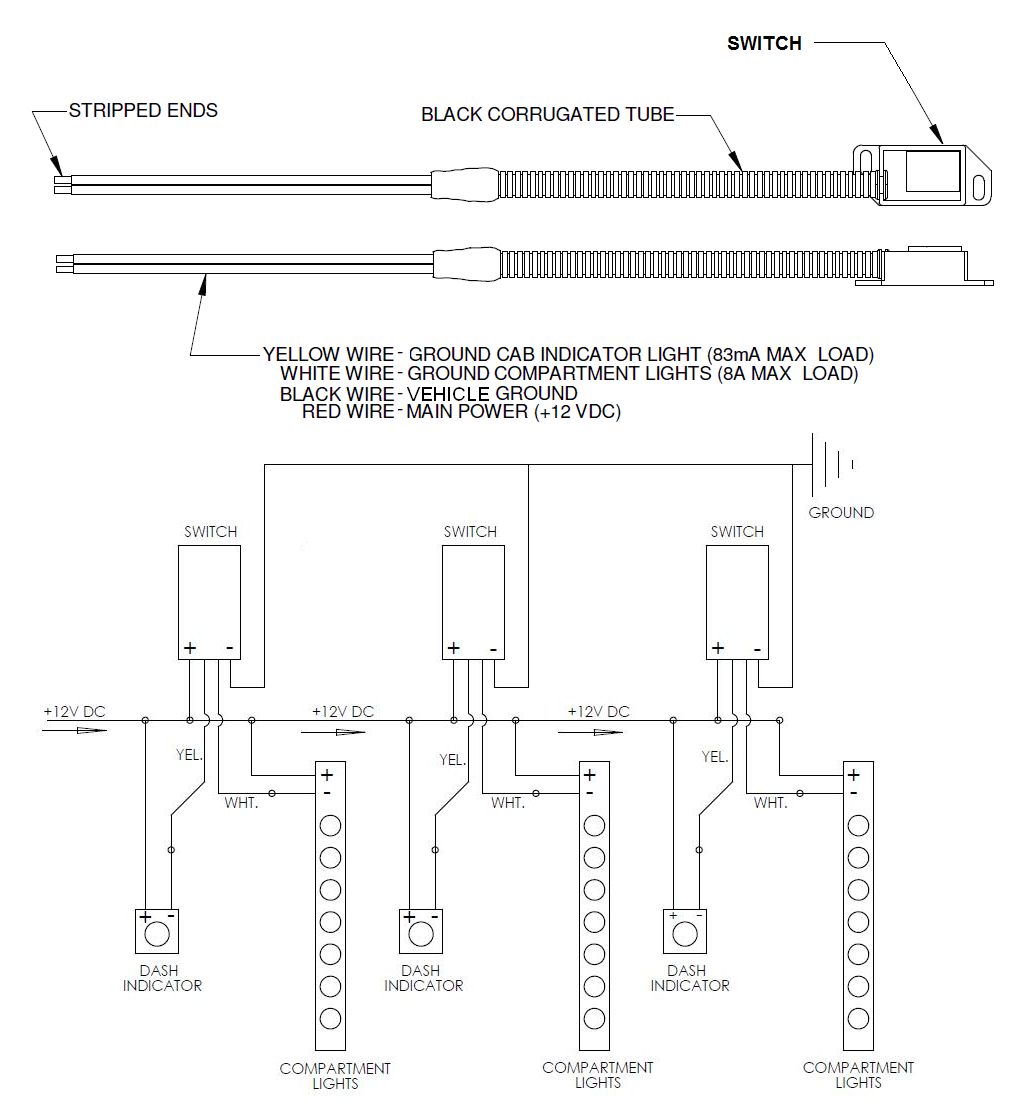 SWITCH
STRIPPED ENDS
BLACK CORRUGATED TUBE
YELLOW WIRE - GROUND CAB INDICATOR LIGHT (83mA MAX LOAD)
WHITE WIRE - GROUND COMPARTMENT LIGHTS (8A MAX LOAD)
BLACK WIRE - VEHICLE GROUND
RED WIRE - MAIN POWER (+12 VDC)
GROUND
SWITCH SWITCH SWITCH
+ - + - + -
+12V DC +12V DC +12V DC
YEL. YEL. YEL.
+ + +
- - -
WHT. WHT. WHT.
+ - + - + -
DASH DASH DASH
INDICATOR INDICATOR INDICATOR
COMPARTMENT COMPARTMENT COMPARTMENT
LIGHTS LIGHTS LIGHTS